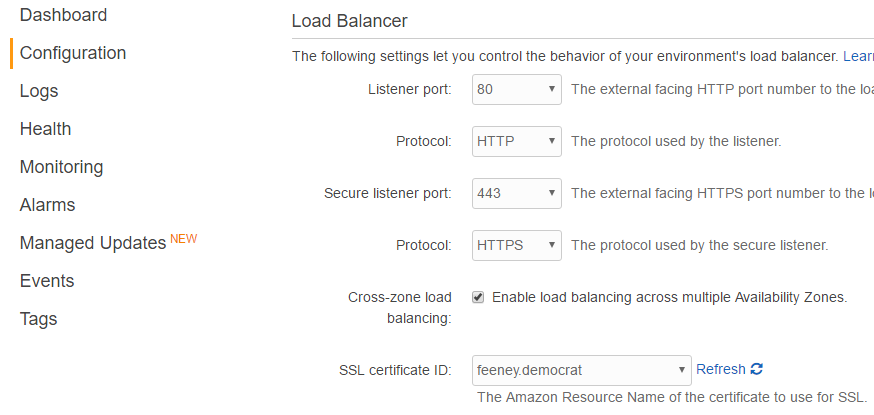 Dashboard
Configuration
Logs
Health
Monitoring
Alarms
Managed Updates NEW
Events
Tags
Load Balancer
The following settings let you control the behavior of your environment's load balancer. Lear
Listener port: 80 The external facing HTTP port number to the loa
Protocol: HTTP The protocol used by the listener.
Secure listener port: 443 The external facing HTTPS port number to the l
Protocol: HTTPS The protocol used by the secure listener.
Cross-zone load Enable load balancing across multiple Availability Zones.
balancing:
SSL certificate ID: feeney.democrat Refresh
The Amazon Resource Name of the certificate to use for SSL.